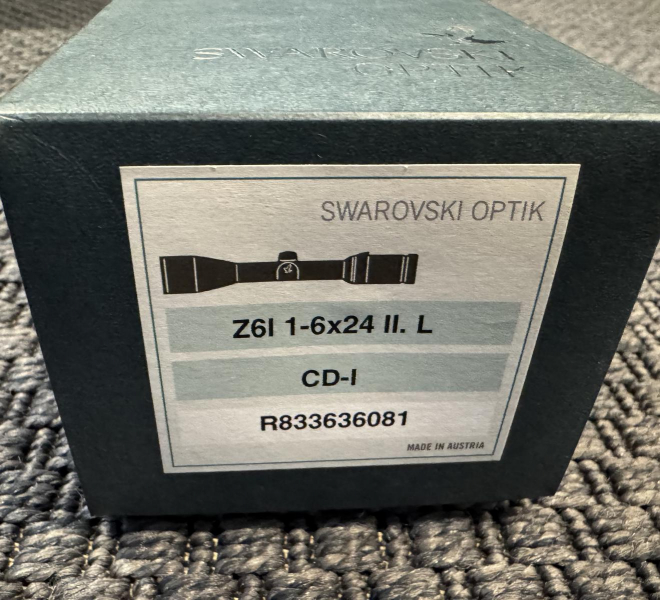 SWAROVSKI
OPTIK
SWAROVSKI OPTIK
Z6I 1-6x24 II. L
CD-I
R833636081
MADE IN AUSTRIA